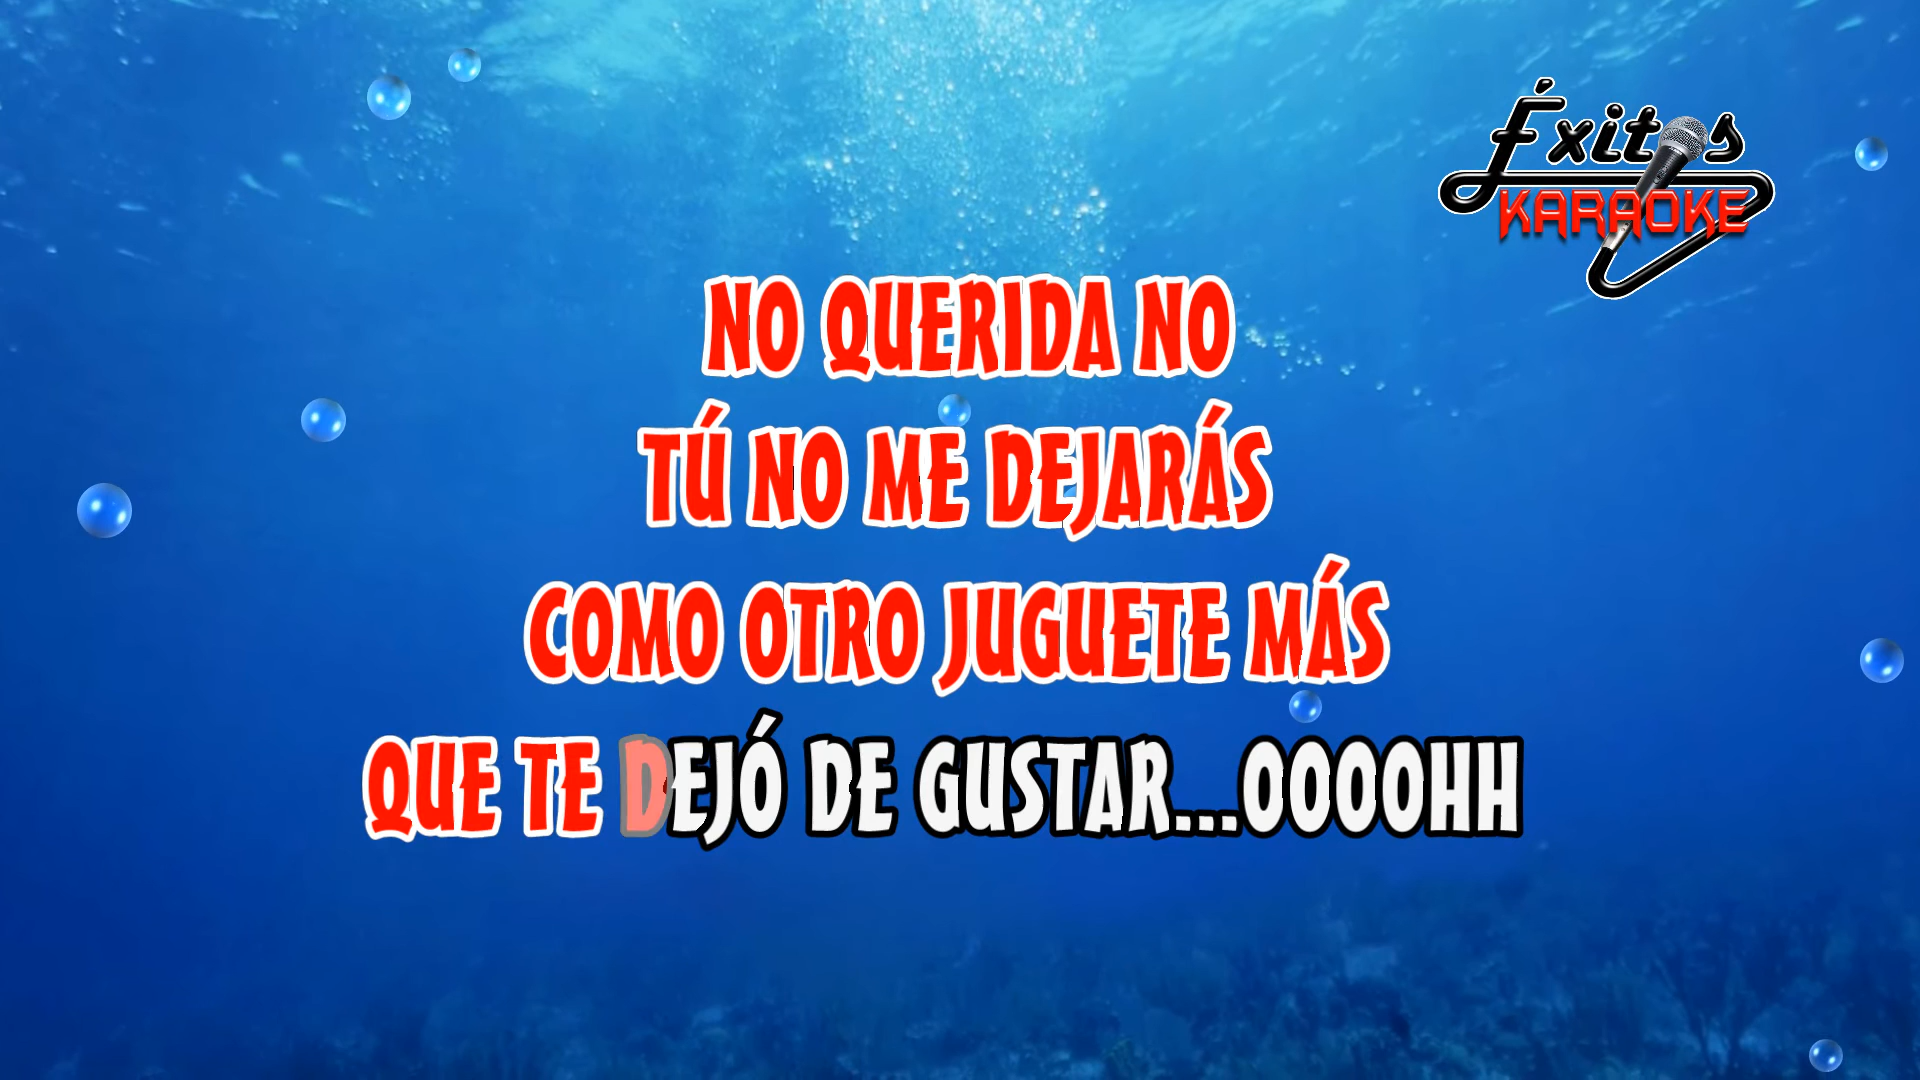 Éxitos
KARAOKE
NO QUERIDA NO
TÚ NO ME DEJARÁS
COMO OTRO JUGUETE MÁS
QUE TE DEJÓ DE GUSTAR...OOOOHH